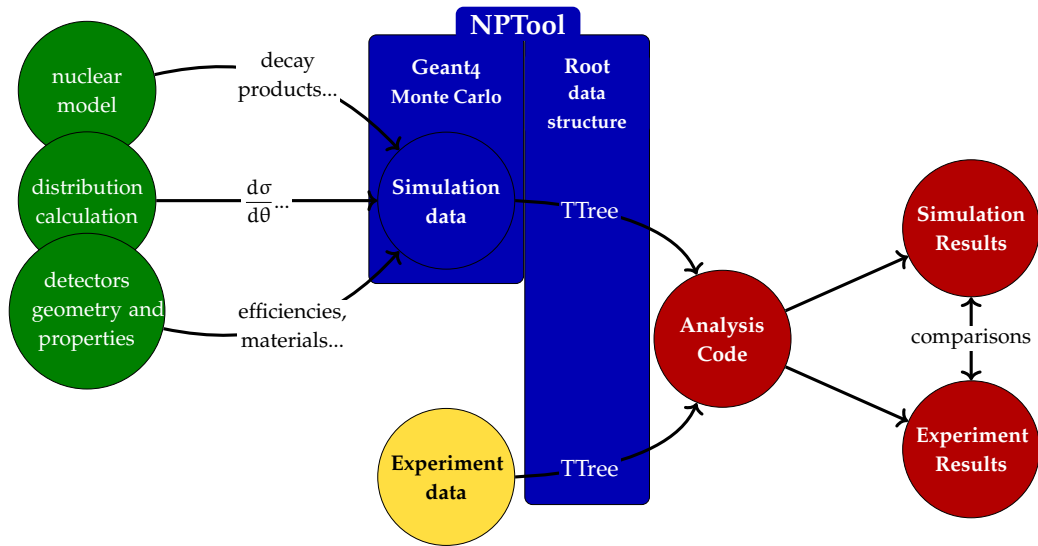 NPTool
nuclear
model
decay
products...
Geant4
Monte Carlo
Root
data
structure
distribution
calculation
dσ
dθ...
Simulation
data
TTree
detectors
geometry and
properties
efficiencies,
materials...
Analysis
Code
Simulation
Results
comparisons
Experiment
data
TTree
Experiment
Results